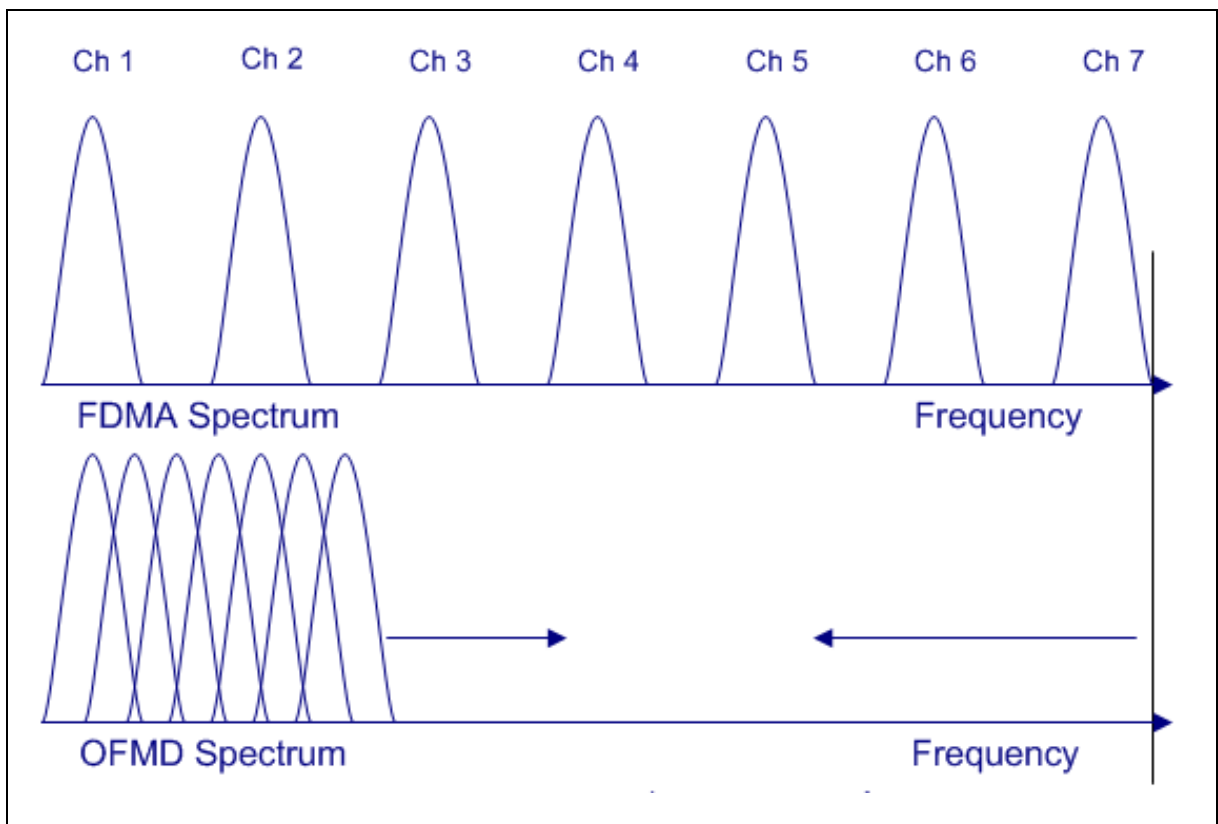 Ch 1 Ch 2 Ch 3 Ch 4 Ch 5 Ch 6 Ch 7
FDMA Spectrum Frequency
OFMD Spectrum Frequency